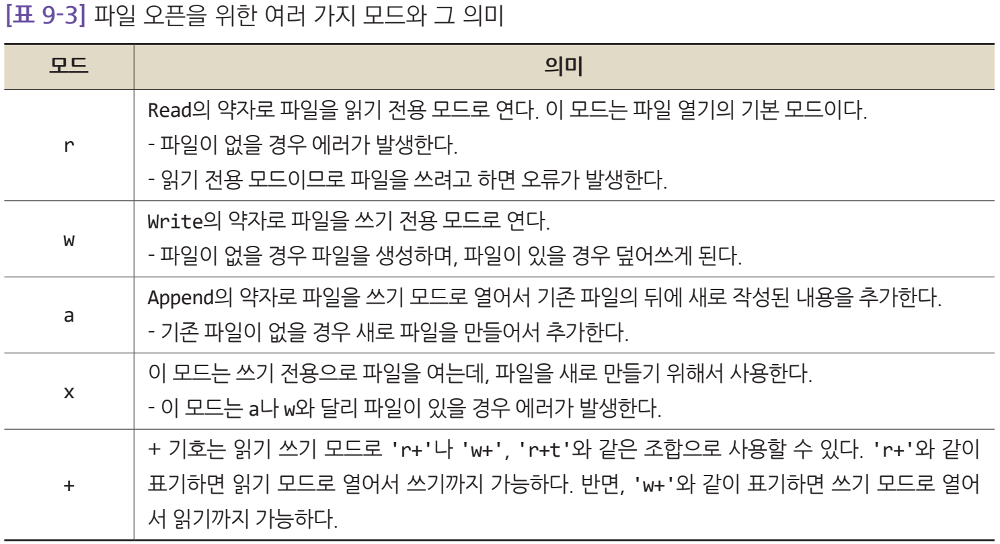 [표 9-3] 파일 오픈을 위한 여러 가지 모드와 그 의미
모드 의미
r
Read의 약자로 파일을 읽기 전용 모드로 연다. 이 모드는 파일 열기의 기본 모드이다.
- 파일이 없을 경우 에러가 발생한다.
- 읽기 전용 모드이므로 파일을 쓰려고 하면 오류가 발생한다.
w
Write의 약자로 파일을 쓰기 전용 모드로 연다.
- 파일이 없을 경우 파일을 생성하며, 파일이 있을 경우 덮어쓰게 된다.
a
Append의 약자로 파일을 쓰기 모드로 열어서 기존 파일의 뒤에 새로 작성된 내용을 추가한다.
- 기존 파일이 없을 경우 새로 파일을 만들어서 추가한다.
x
이 모드는 쓰기 전용으로 파일을 여는데, 파일을 새로 만들기 위해서 사용한다.
- 이 모드는 a나 w와 달리 파일이 있을 경우 에러가 발생한다.
+
+ 기호는 읽기 쓰기 모드로 'r+'나 'w+', 'r+t'와 같은 조합으로 사용할 수 있다. 'r+'와 같이
표기하면 읽기 모드로 열어서 쓰기까지 가능하다. 반면, 'w+'와 같이 표기하면 쓰기 모드로 열어
서 읽기까지 가능하다.